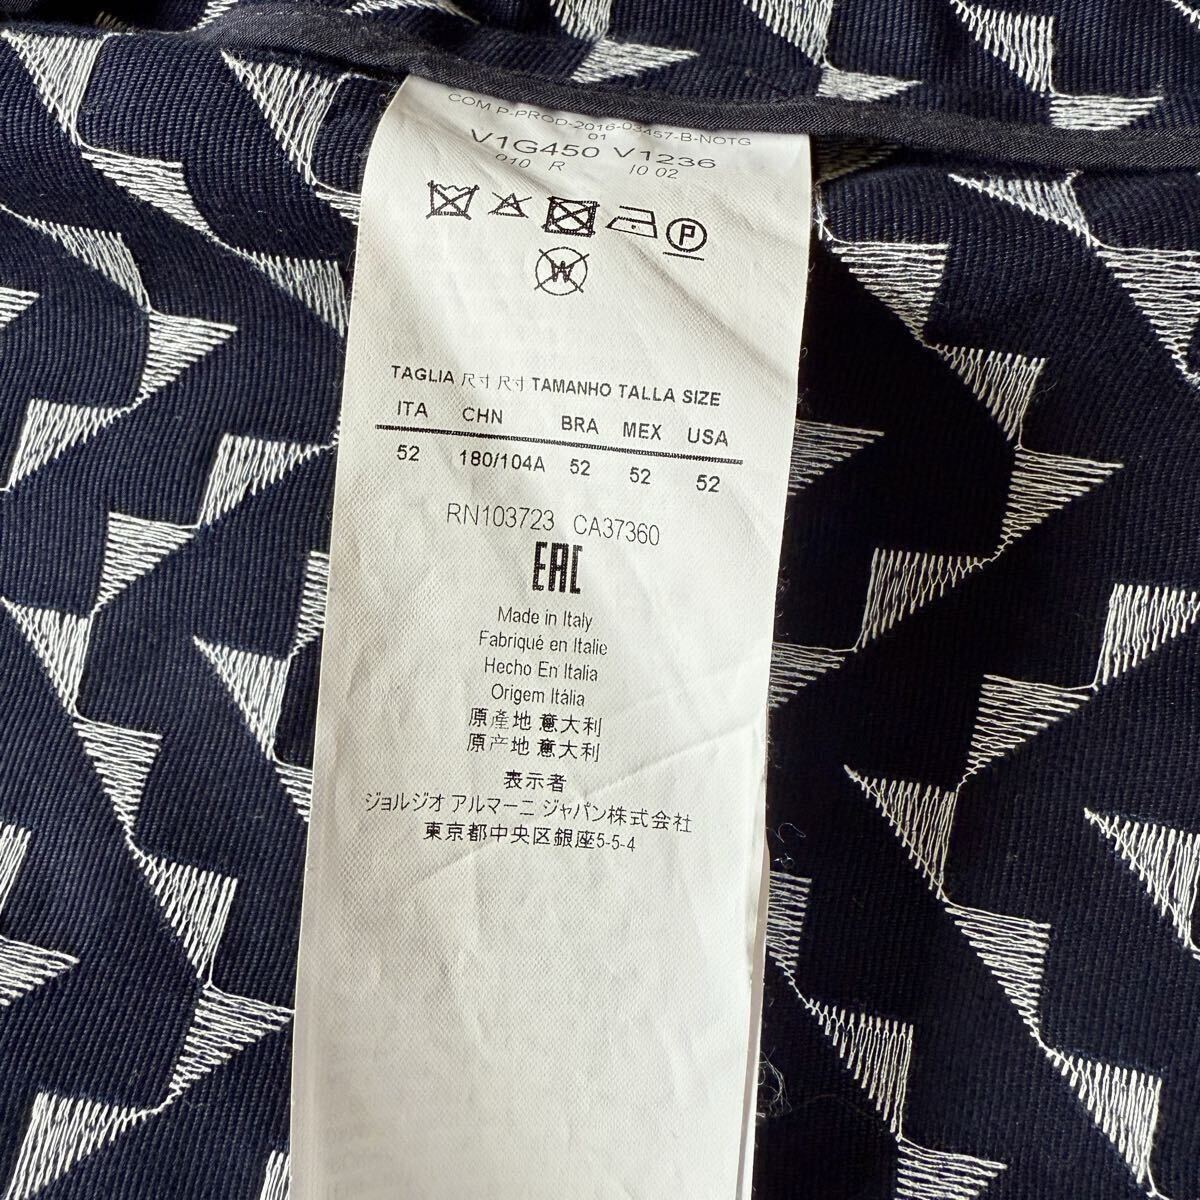 COM P-PROD-2016-03457-B-NOTG
01
V1G450 V1236
010 R 10 02
P
W
TAGLIA 尺寸 尺寸 TAMANHO TALLA SIZE
ITA CHN BRA MEX USA
52 180/104A 52 52 52
RN103723 CA37360
EAC
Made in Italy
Fabriqué en Italie
Hecho En Italia
Origem Itália
原產地 意大利
原产地 意大利
表示者
ジョルジオ アルマーニ ジャパン株式会社
東京都中央区銀座5-5-4